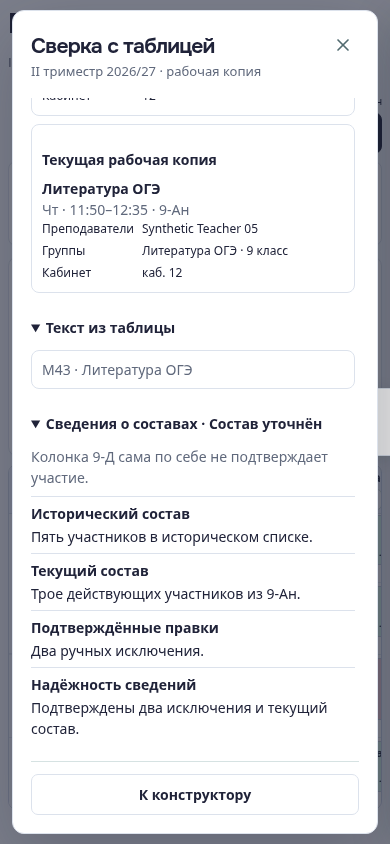 Сверка с таблицей
II триместр 2026/27 · рабочая копия
Кабинет 12
Текущая рабочая копия
Литература ОГЭ
Чт · 11:50–12:35 · 9-Ан
Преподаватели Synthetic Teacher 05
Группы Литература ОГЭ · 9 класс
Кабинет каб. 12
▼ Текст из таблицы
M43 · Литература ОГЭ
▼ Сведения о составах · Состав уточнён
Колонка 9-Д сама по себе не подтверждает
участие.
Исторический состав
Пять участников в историческом списке.
Текущий состав
Трое действующих участников из 9-Ан.
Подтверждённые правки
Два ручных исключения.
Надёжность сведений
Подтверждены два исключения и текущий
состав.
К конструктору